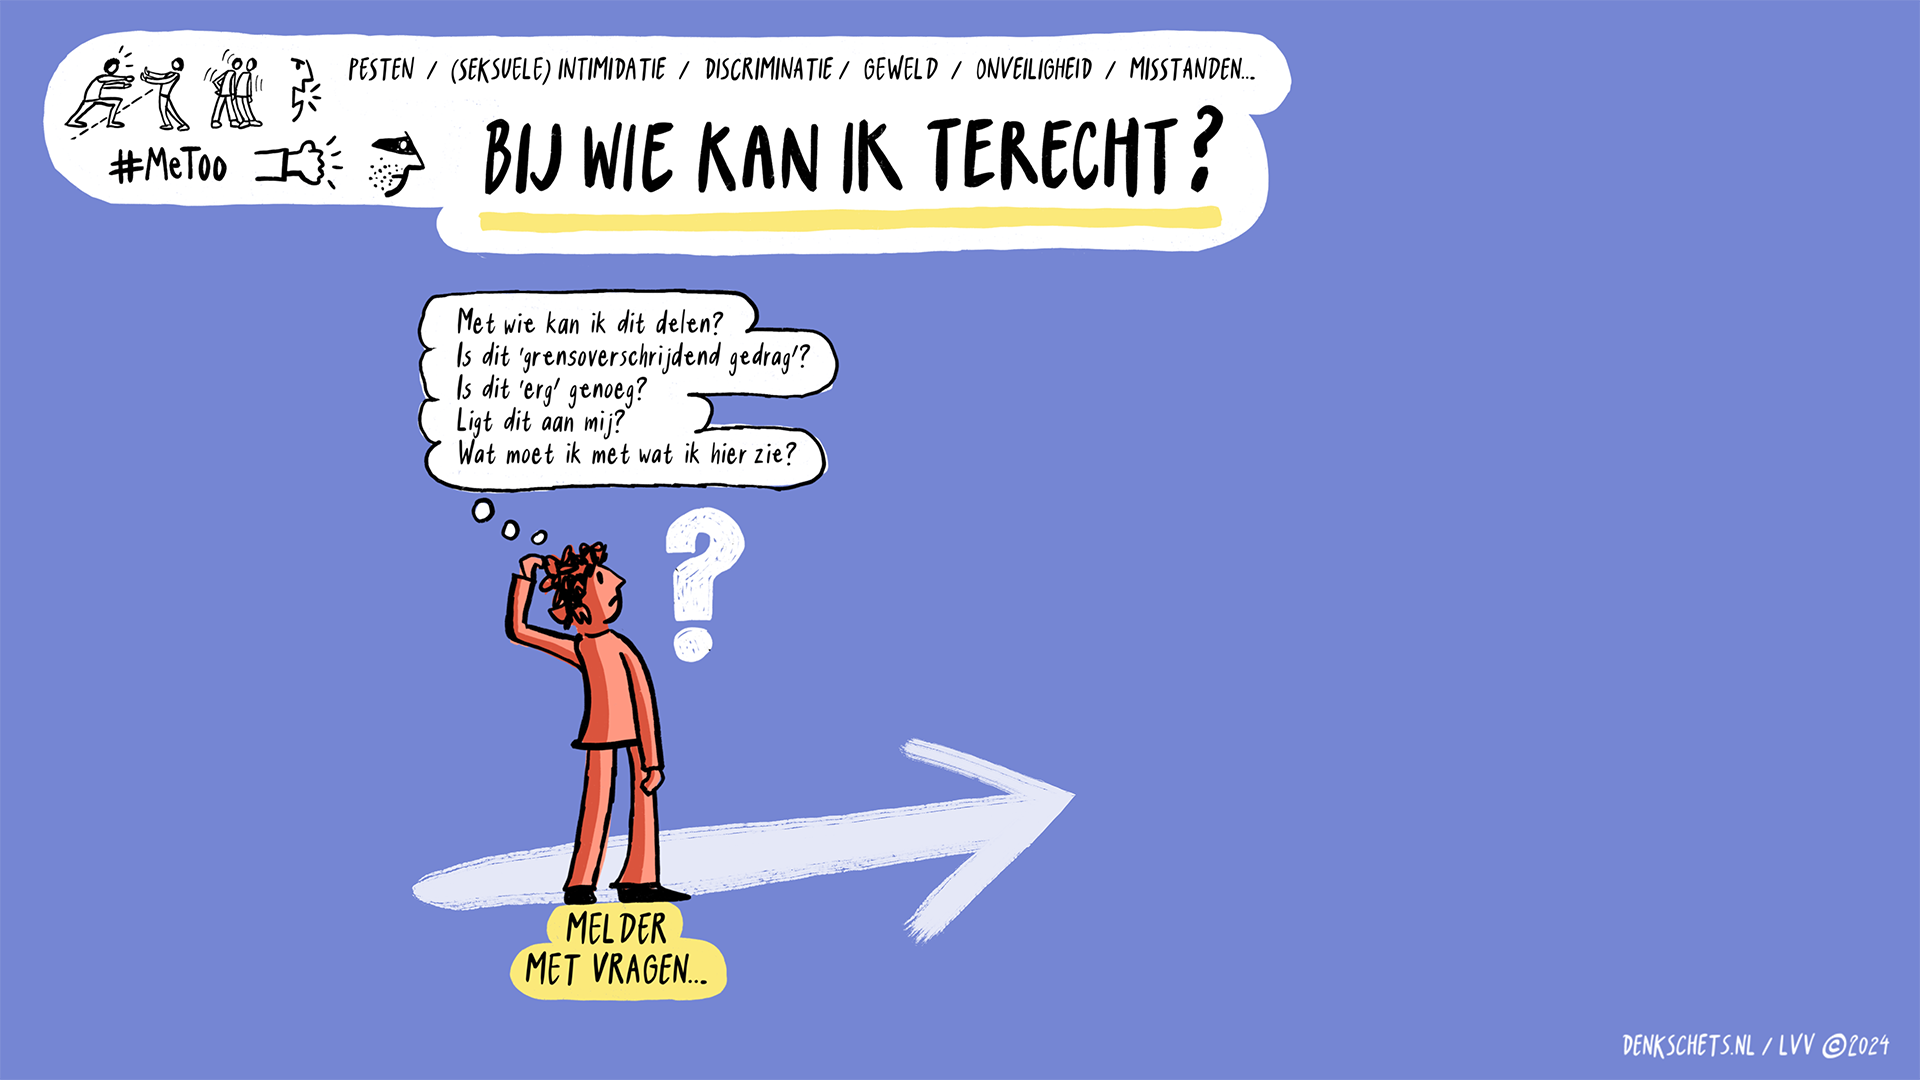 PESTEN / (SEKSUELE) INTIMIDATIE / DISCRIMINATIE / GEWELD / ONVEILIGHEID / MISSTANDEN...
#MeToo
BIJ WIE KAN IK TERECHT?
Met wie kan ik dit delen?
Is dit 'grensoverschrijdend gedrag'?
Is dit 'erg' genoeg?
Ligt dit aan mij?
Wat moet ik met wat ik hier zie?
?
MELDER
MET VRAGEN...
DENKSCHETS.NL / LVV ©2024